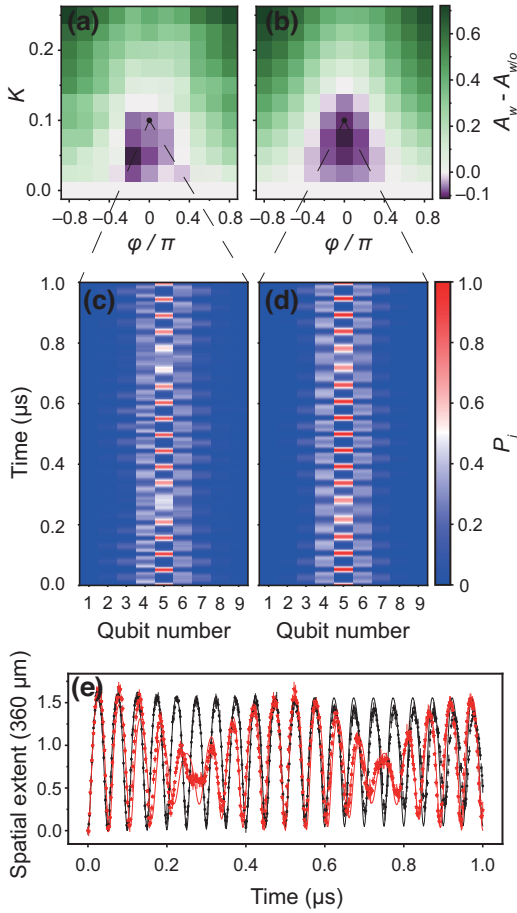 (a)
(b)
K
0.2
0.1
0.0
−0.8
−0.4
0
0.4
0.8
−0.8
−0.4
0
0.4
0.8
φ / π
φ / π
0.6
0.4
0.2
0
−0.1
A_w - A_w/o
(c)
(d)
Time (μs)
1.0
0.8
0.6
0.4
0.2
0.0
1 2 3 4 5 6 7 8 9
1 2 3 4 5 6 7 8 9
Qubit number
Qubit number
1.0
0.8
0.6
0.4
0.2
0
P_i
(e)
Spatial extent (360 μm)
1.5
1.0
0.5
0.0
0.0 0.2 0.4 0.6 0.8 1.0
Time (μs)